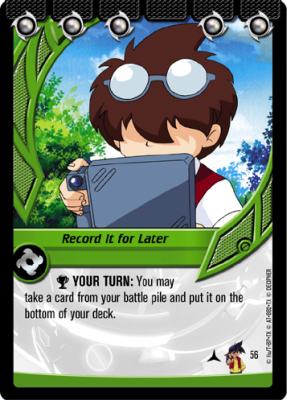 Record It for Later
YOUR TURN: You may
take a card from your battle pile and put it on the
bottom of your deck.
56